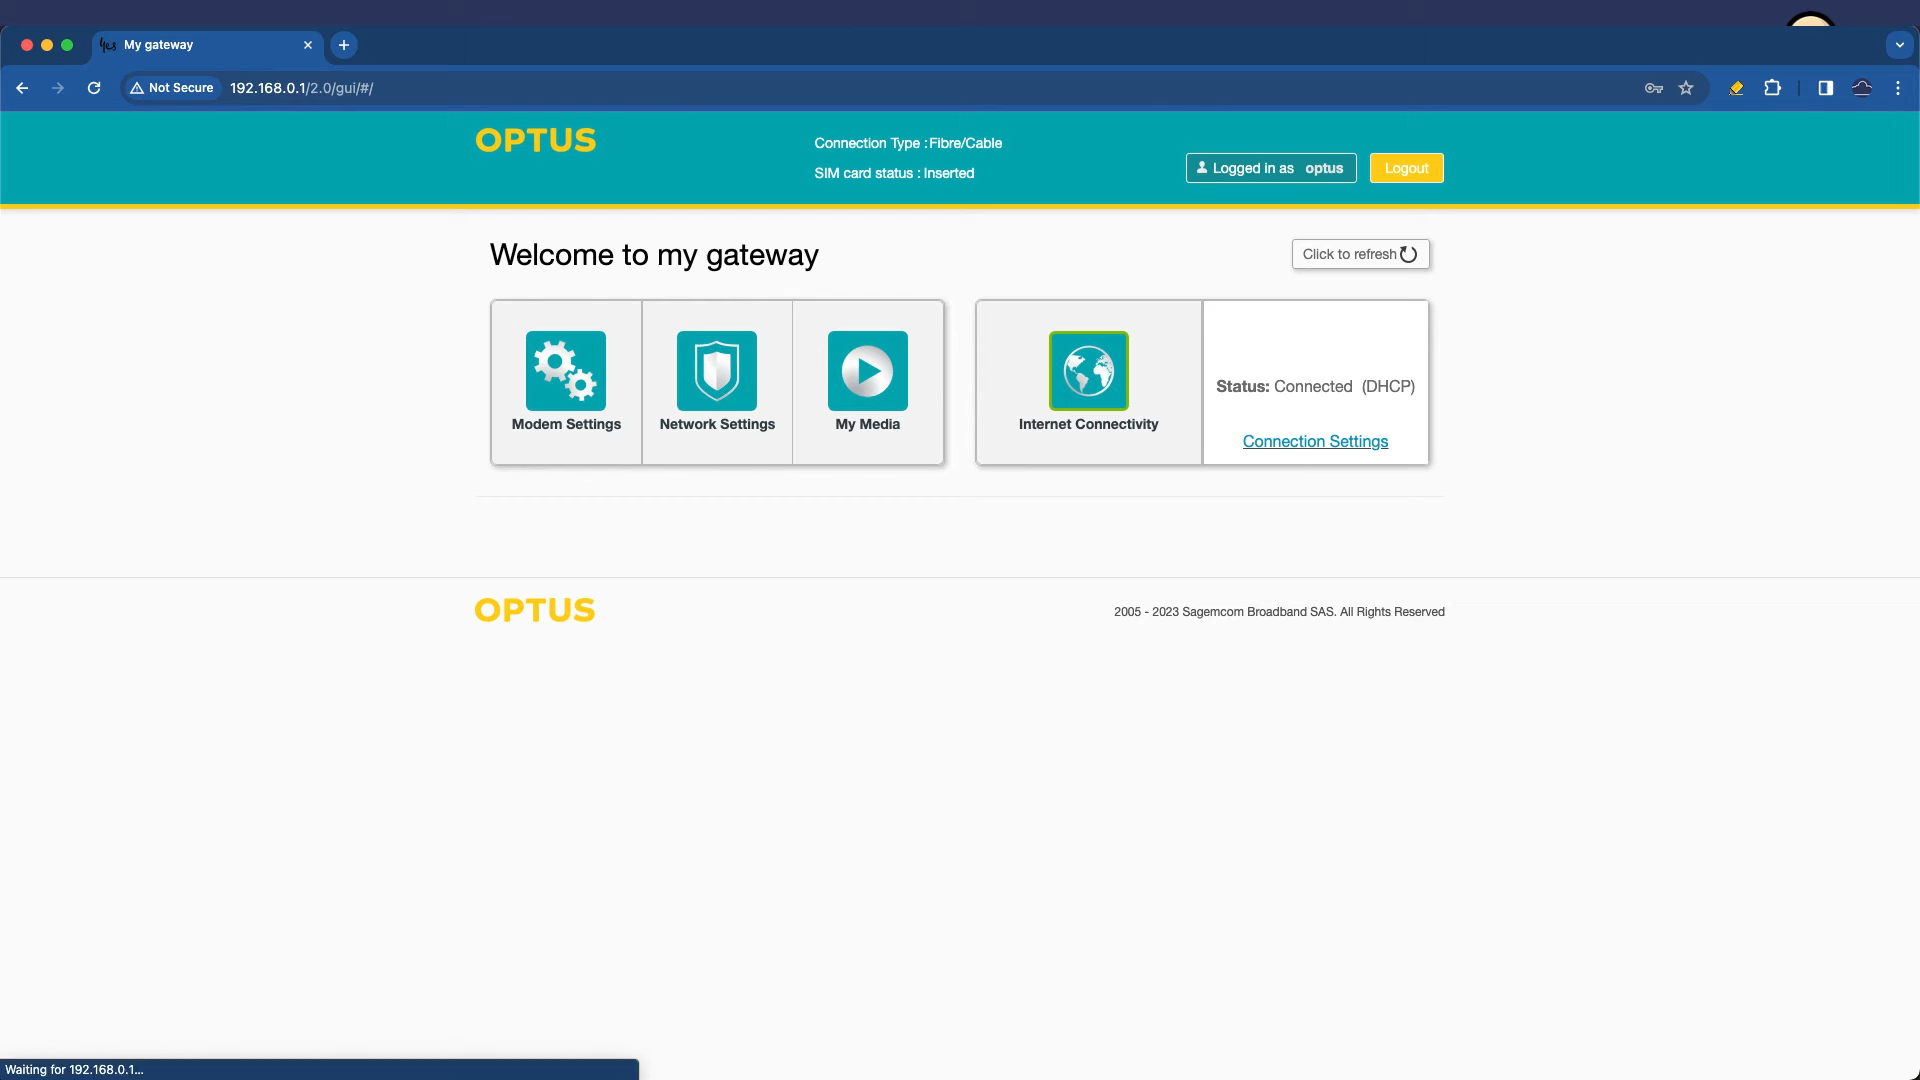 Yes My gateway
Not Secure 192.168.0.1/2.0/gui/#/
OPTUS
Connection Type : Fibre/Cable
SIM card status : Inserted
Logged in as optus
Logout
Welcome to my gateway
Click to refresh
Modem Settings
Network Settings
My Media
Internet Connectivity
Status: Connected (DHCP)
Connection Settings
OPTUS
2005 - 2023 Sagemcom Broadband SAS. All Rights Reserved
Waiting for 192.168.0.1...